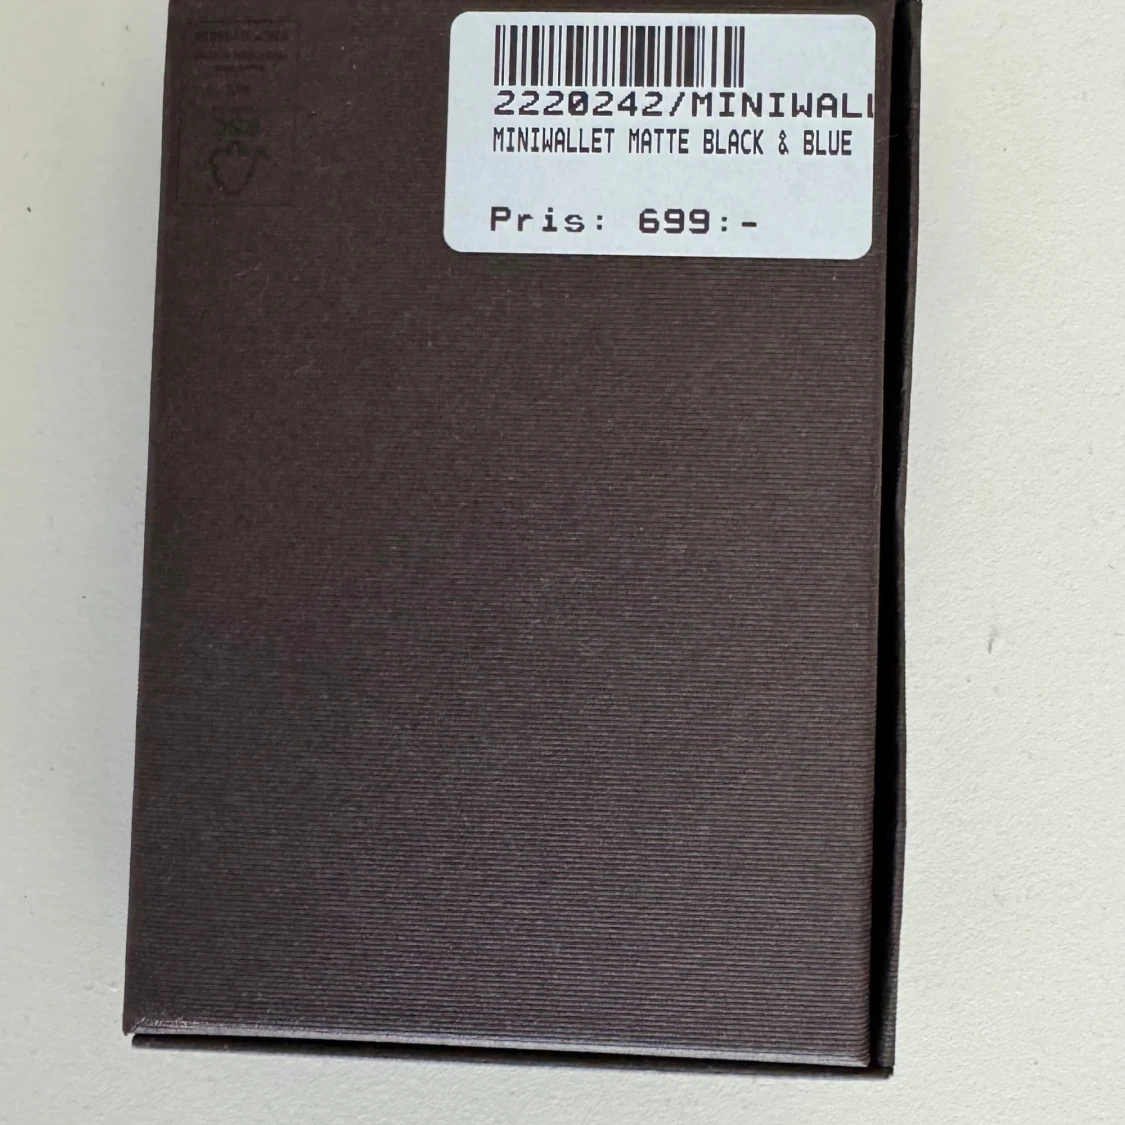 2220242/MINIWALL
MINIWALLET MATTE BLACK & BLUE
Pris: 699:-